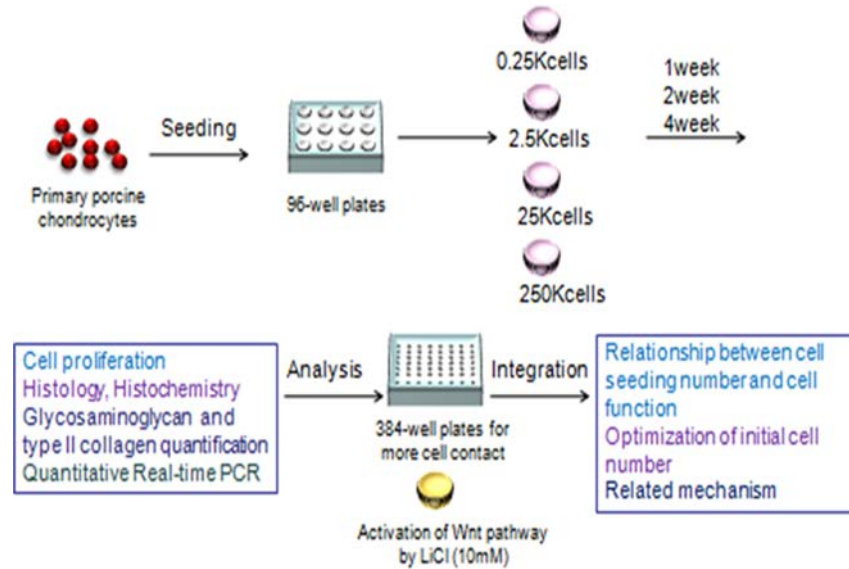 0.25Kcells
1week
2week
4week
Seeding
2.5Kcells
Primary porcine
chondrocytes
96-well plates
25Kcells
250Kcells
Cell proliferation
Histology, Histochemistry
Glycosaminoglycan and
type II collagen quantification
Quantitative Real-time PCR
Analysis
384-well plates for
more cell contact
Activation of Wnt pathway
by LiCl (10mM)
Integration
Relationship between cell
seeding number and cell
function
Optimization of initial cell
number
Related mechanism